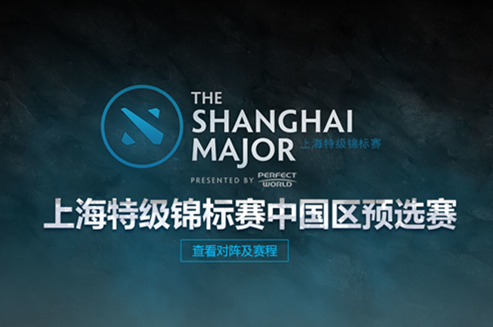 THE
SHANGHAI
MAJOR 上海特级锦标赛
PRESENTED BY PERFECT WORLD
上海特级锦标赛中国区预选赛
查看对阵及赛程